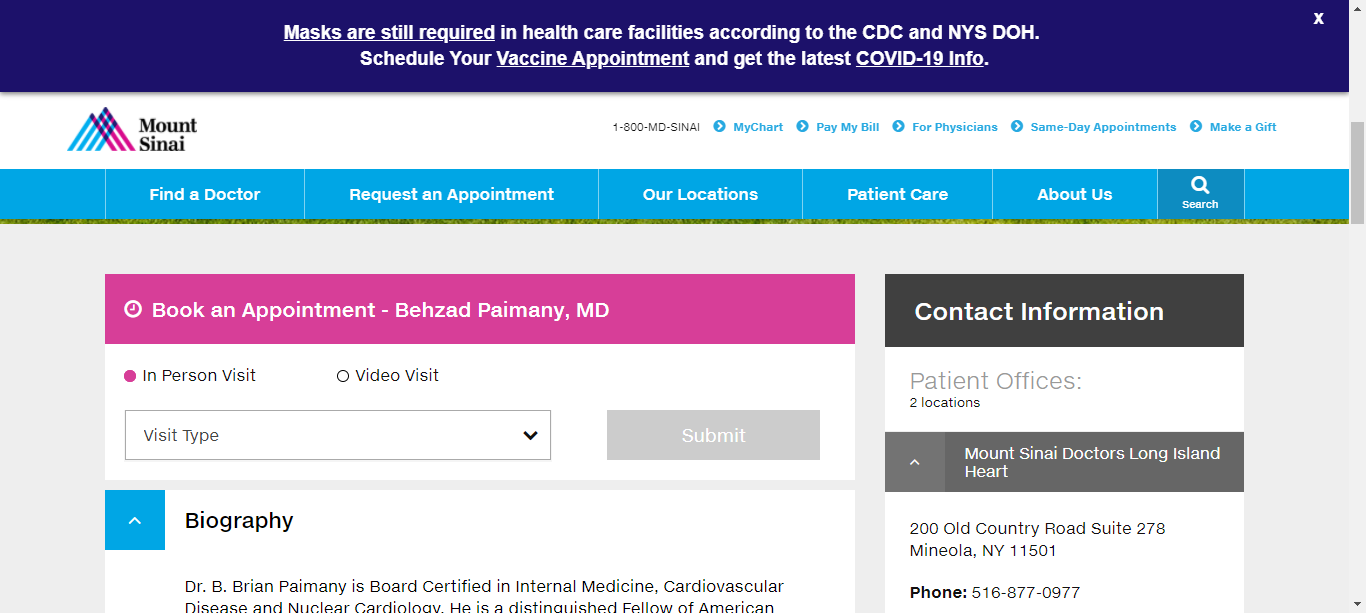 Masks are still required in health care facilities according to the CDC and NYS DOH.
Schedule Your Vaccine Appointment and get the latest COVID-19 Info.
X
Mount
Sinai
1-800-MD-SINAI MyChart Pay My Bill For Physicians Same-Day Appointments Make a Gift
Find a Doctor Request an Appointment Our Locations Patient Care About Us Search
Book an Appointment - Behzad Paimany, MD
In Person Visit Video Visit
Visit Type Submit
Biography
Dr. B. Brian Paimany is Board Certified in Internal Medicine, Cardiovascular
Disease and Nuclear Cardiology. He is a distinguished Fellow of American
Contact Information
Patient Offices:
2 locations
Mount Sinai Doctors Long Island
Heart
200 Old Country Road Suite 278
Mineola, NY 11501
Phone: 516-877-0977